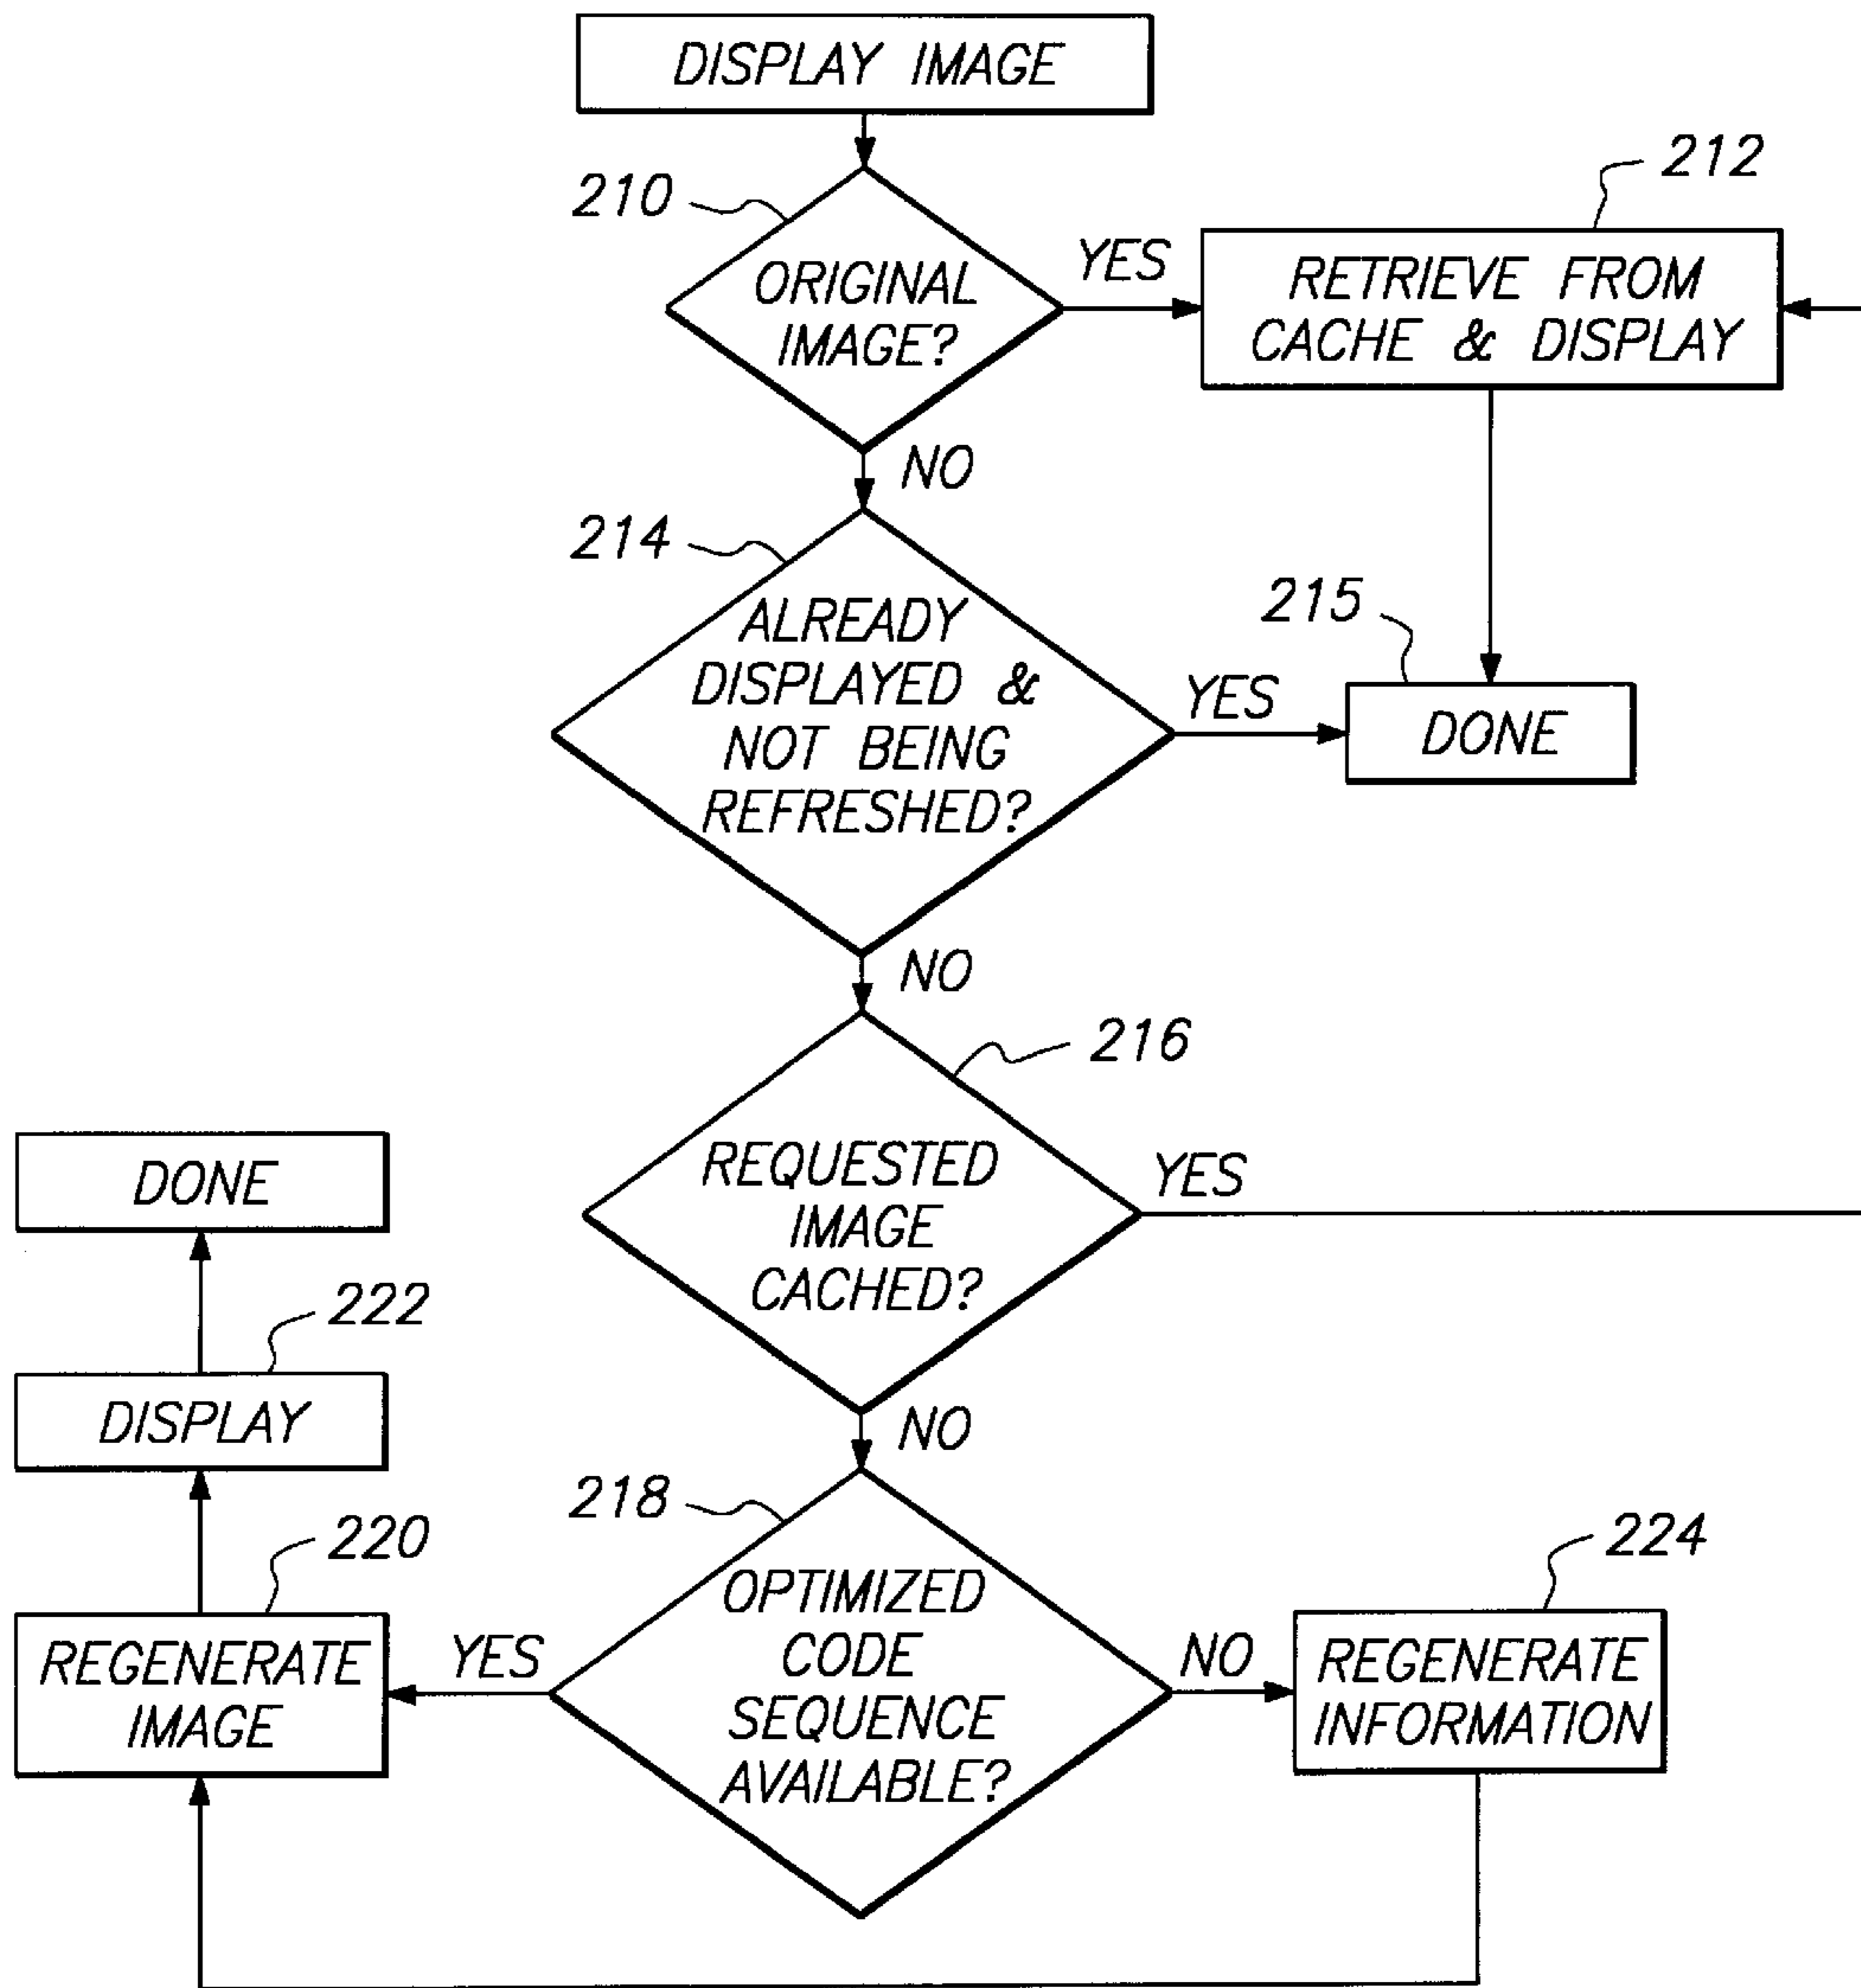 DISPLAY IMAGE
210
212
ORIGINAL
IMAGE?
YES
RETRIEVE FROM
CACHE & DISPLAY
NO
214
ALREADY
DISPLAYED &
NOT BEING
REFRESHED?
YES
215
DONE
NO
216
REQUESTED
IMAGE
CACHED?
YES
DONE
222
DISPLAY
NO
218
220
224
OPTIMIZED
CODE
SEQUENCE
AVAILABLE?
YES
REGENERATE
IMAGE
NO
REGENERATE
INFORMATION